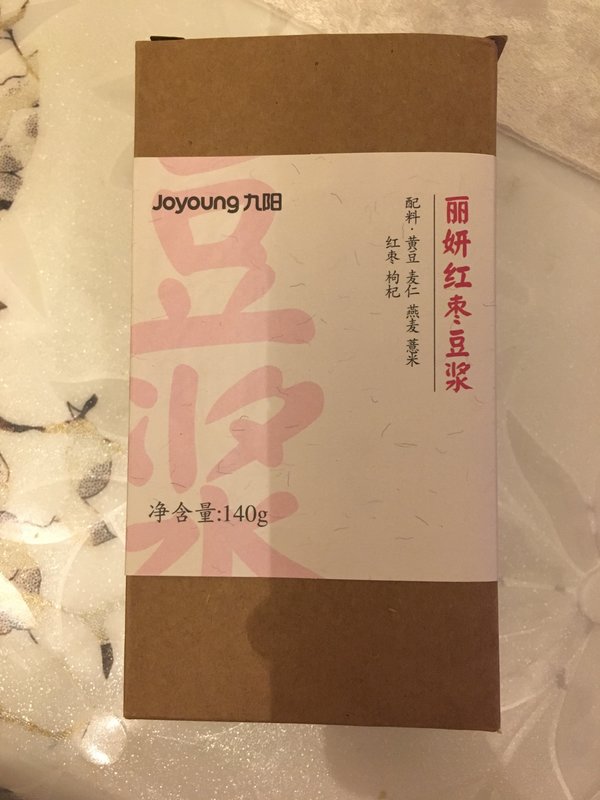 Joyoung 九阳
丽妍红枣豆浆
配料·黄豆 麦仁 燕麦 薏米
红枣 枸杞
豆浆
净含量:140g